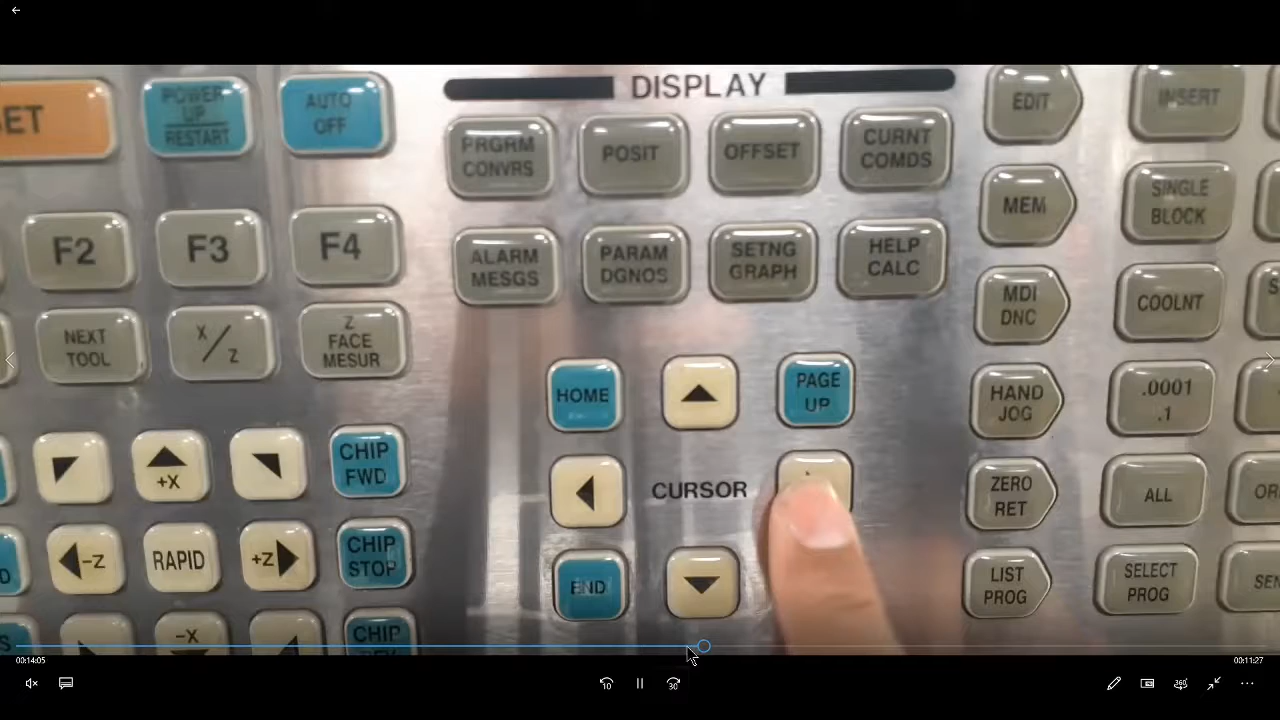 DISPLAY
POWER
UP
RESTART
AUTO
OFF
PRGRM
CONVRS
POSIT
OFFSET
CURNT
COMDS
EDIT
INSERT
F2
F3
F4
ALARM
MESGS
PARAM
DGNOS
SETNG
GRAPH
HELP
CALC
MEM
SINGLE
BLOCK
NEXT
TOOL
X/Z
Z
FACE
MESUR
MDI
DNC
COOLNT
HOME
PAGE
UP
HAND
JOG
.0001
.1
+X
CHIP
FWD
CURSOR
ZERO
RET
ALL
-Z
RAPID
+Z
CHIP
STOP
END
LIST
PROG
SELECT
PROG
-X
CHIP
00:14:05
00:11:27
10
30
360